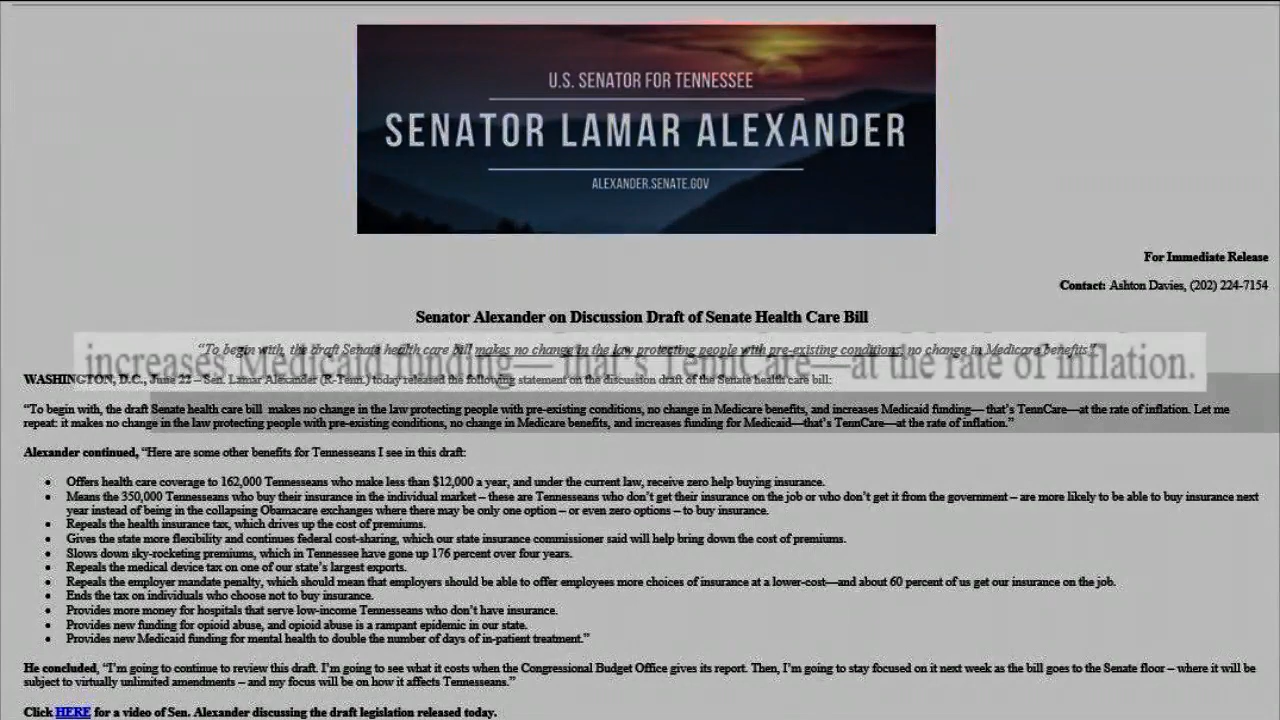 U.S. SENATOR FOR TENNESSEE
SENATOR LAMAR ALEXANDER
ALEXANDER.SENATE.GOV
For Immediate Release
Contact: Ashton Davies, (202) 224-7154
Senator Alexander on Discussion Draft of Senate Health Care Bill
“To begin with, the draft Senate health care bill makes no change in the law protecting people with pre-existing conditions, no change in Medicare benefits”
increases Medicaid funding—that’s TennCare—at the rate of inflation.
WASHINGTON, D.C., June 22 – Sen. Lamar Alexander (R-Tenn.) today released the following statement on the discussion draft of the Senate health care bill:
“To begin with, the draft Senate health care bill  makes no change in the law protecting people with pre-existing conditions, no change in Medicare benefits, and increases Medicaid funding— that’s TennCare—at the rate of inflation. Let me
repeat: it makes no change in the law protecting people with pre-existing conditions, no change in Medicare benefits, and increases funding for Medicaid—that’s TennCare—at the rate of inflation.”
Alexander continued, “Here are some other benefits for Tennesseans I see in this draft:
• Offers health care coverage to 162,000 Tennesseans who make less than $12,000 a year, and under the current law, receive zero help buying insurance.
• Means the 350,000 Tennesseans who buy their insurance in the individual market – these are Tennesseans who don’t get their insurance on the job or who don’t get it from the government – are more likely to be able to buy insurance next
year instead of being in the collapsing Obamacare exchanges where there may be only one option – or even zero options – to buy insurance.
• Repeals the health insurance tax, which drives up the cost of premiums.
• Gives the state more flexibility and continues federal cost-sharing, which our state insurance commissioner said will help bring down the cost of premiums.
• Slows down sky-rocketing premiums, which in Tennessee have gone up 176 percent over four years.
• Repeals the medical device tax on one of our state’s largest exports.
• Repeals the employer mandate penalty, which should mean that employers should be able to offer employees more choices of insurance at a lower-cost—and about 60 percent of us get our insurance on the job.
• Ends the tax on individuals who choose not to buy insurance.
• Provides more money for hospitals that serve low-income Tennesseans who don’t have insurance.
• Provides new funding for opioid abuse, and opioid abuse is a rampant epidemic in our state.
• Provides new Medicaid funding for mental health to double the number of days of in-patient treatment.”
He concluded, “I’m going to continue to review this draft. I’m going to see what it costs when the Congressional Budget Office gives its report. Then, I’m going to stay focused on it next week as the bill goes to the Senate floor – where it will be
subject to virtually unlimited amendments – and my focus will be on how it affects Tennesseans.”
Click HERE for a video of Sen. Alexander discussing the draft legislation released today.